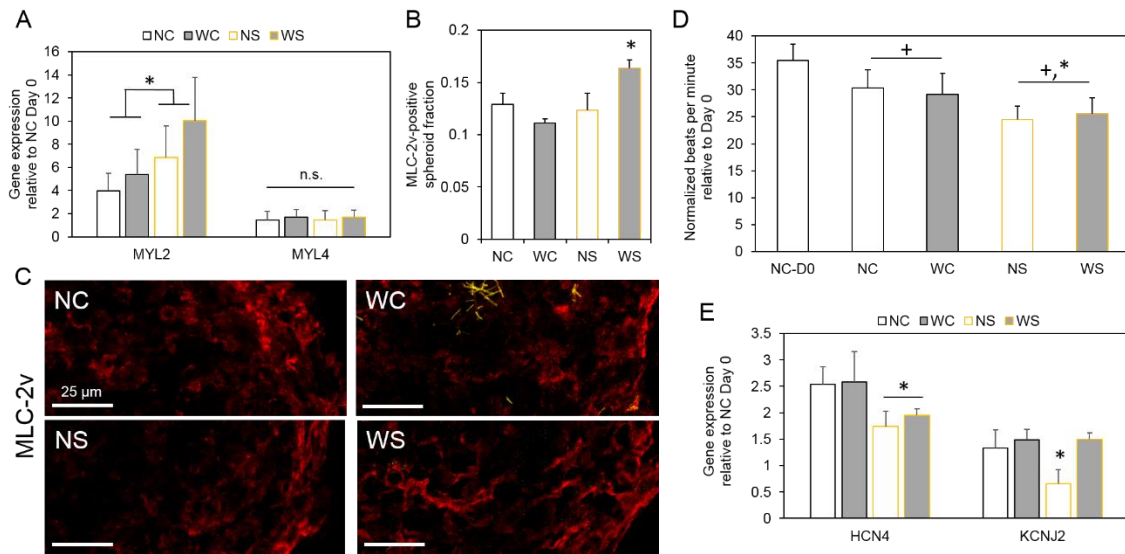 A
NC WC NS WS
Gene expression
relative to NC Day 0
16
14
12
10
8
6
4
2
0
*
n.s.
MYL2 MYL4
B
MLC-2v-positive
spheroid fraction
0.2
0.15
0.1
0.05
0
*
NC WC NS WS
C
MLC-2v
NC
25 µm
WC
NS
WS
D
Normalized beats per minute
relative to Day 0
40
35
30
25
20
15
10
5
0
+
+,*
NC-D0 NC WC NS WS
E
NC WC NS WS
Gene expression
relative to NC Day 0
3.5
3
2.5
2
1.5
1
0.5
0
*
*
HCN4 KCNJ2